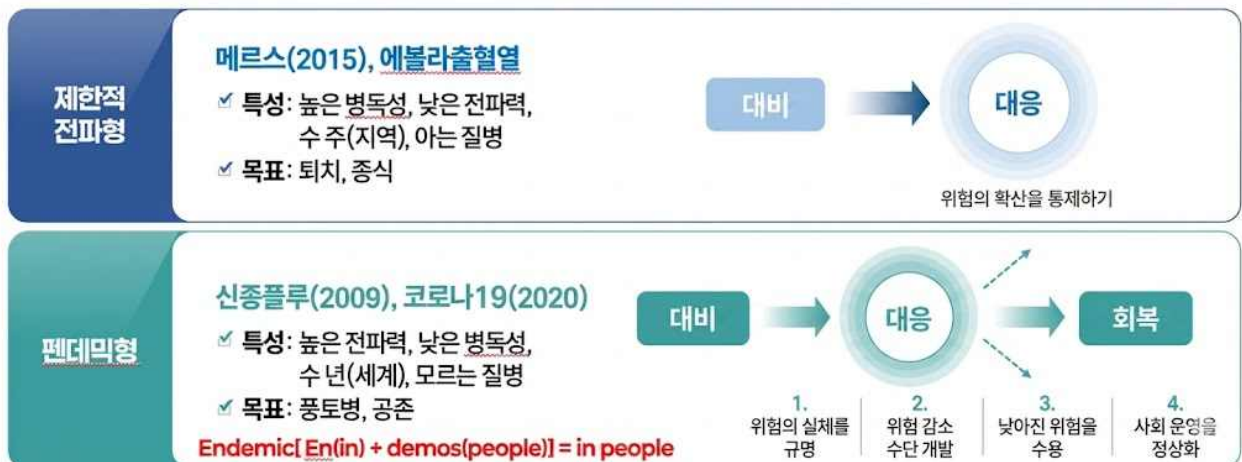 제한적
전파형
메르스(2015), 에볼라출혈열
특성: 높은 병독성, 낮은 전파력,
수 주(지역), 아는 질병
목표: 퇴치, 종식
대비
대응
위험의 확산을 통제하기
펜데믹형
신종플루(2009), 코로나19(2020)
특성: 높은 전파력, 낮은 병독성,
수 년(세계), 모르는 질병
목표: 풍토병, 공존
Endemic[ En(in) + demos(people)] = in people
대비
대응
회복
1.
위험의 실체를
규명
2.
위험 감소
수단 개발
3.
낮아진 위험을
수용
4.
사회 운영을
정상화